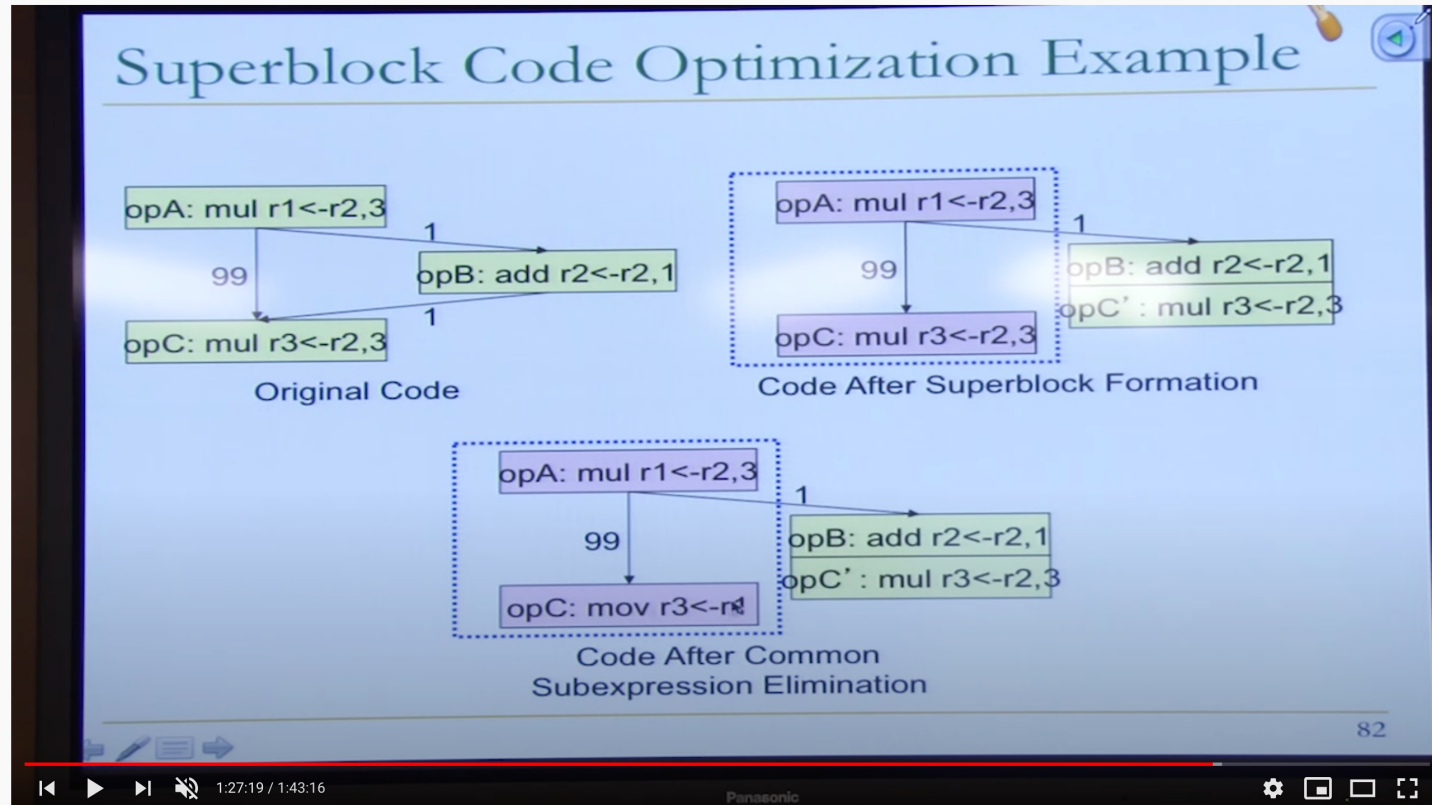 Superblock Code Optimization Example
opA: mul r1<-r2,3
1
99
opB: add r2<-r2,1
1
opC: mul r3<-r2,3
Original Code
opA: mul r1<-r2,3
1
99
opB: add r2<-r2,1
opC’ : mul r3<-r2,3
opC: mul r3<-r2,3
Code After Superblock Formation
opA: mul r1<-r2,3
1
99
opB: add r2<-r2,1
opC’ : mul r3<-r2,3
opC: mov r3<-r1
Code After Common
Subexpression Elimination
82
1:27:19 / 1:43:16
Panasonic